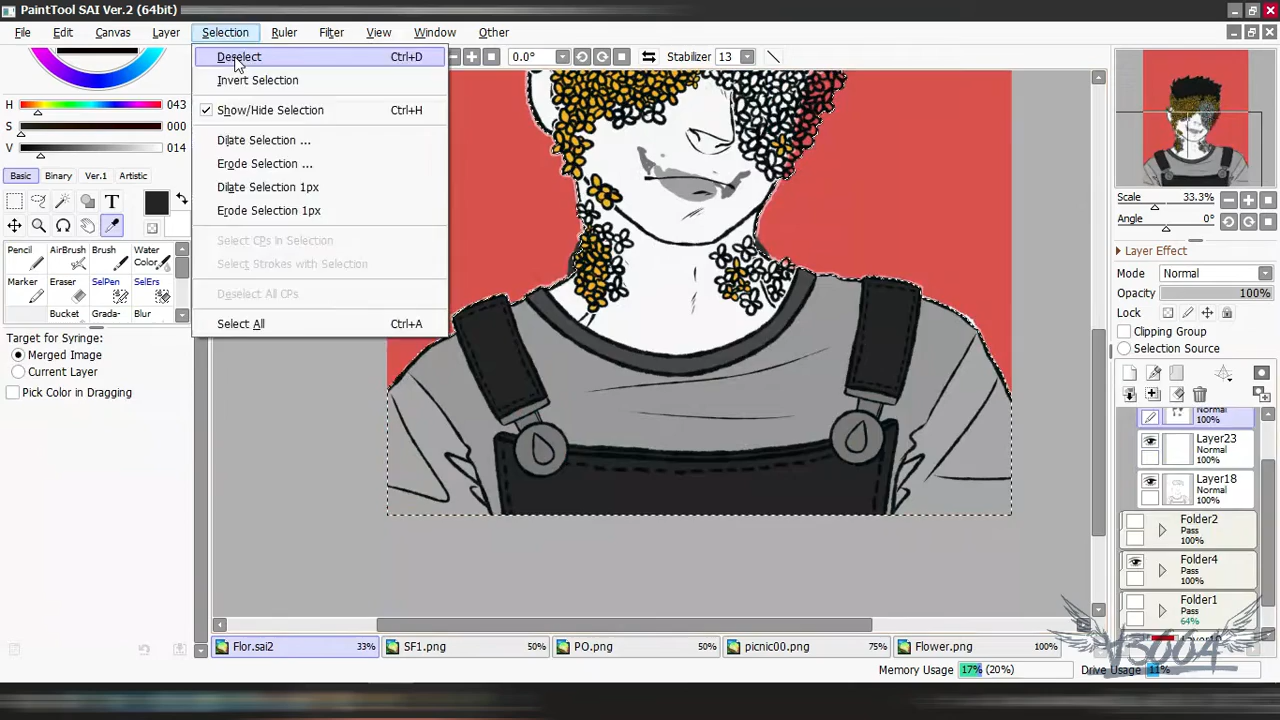 PaintTool SAI Ver.2 (64bit)
File Edit Canvas Layer Selection Ruler Filter View Window Other
Deselect Ctrl+D
Invert Selection
Show/Hide Selection Ctrl+H
Dilate Selection ...
Erode Selection ...
Dilate Selection 1px
Erode Selection 1px
Select CPs in Selection
Select Strokes with Selection
Deselect All CPs
Select All Ctrl+A
0.0°
Stabilizer 13
H 043
S 000
V 014
Basic Binary Ver.1 Artistic
T
Pencil AirBrush Brush Water Color
Marker Eraser SelPen SelErs
Bucket Grada- Blur
Target for Syringe:
Merged Image
Current Layer
Pick Color in Dragging
Scale 33.3%
Angle 0°
Layer Effect
Mode Normal
Opacity 100%
Lock
Clipping Group
Selection Source
Normal
100%
Layer23
Normal
100%
Layer18
Normal
100%
Folder2
Pass
100%
Folder4
Pass
100%
Folder1
Pass
64%
Flor.sai2 33% SF1.png 50% PO.png 50% picnic00.png 75% Flower.png 100%
Memory Usage 17% (20%) Drive Usage 11%